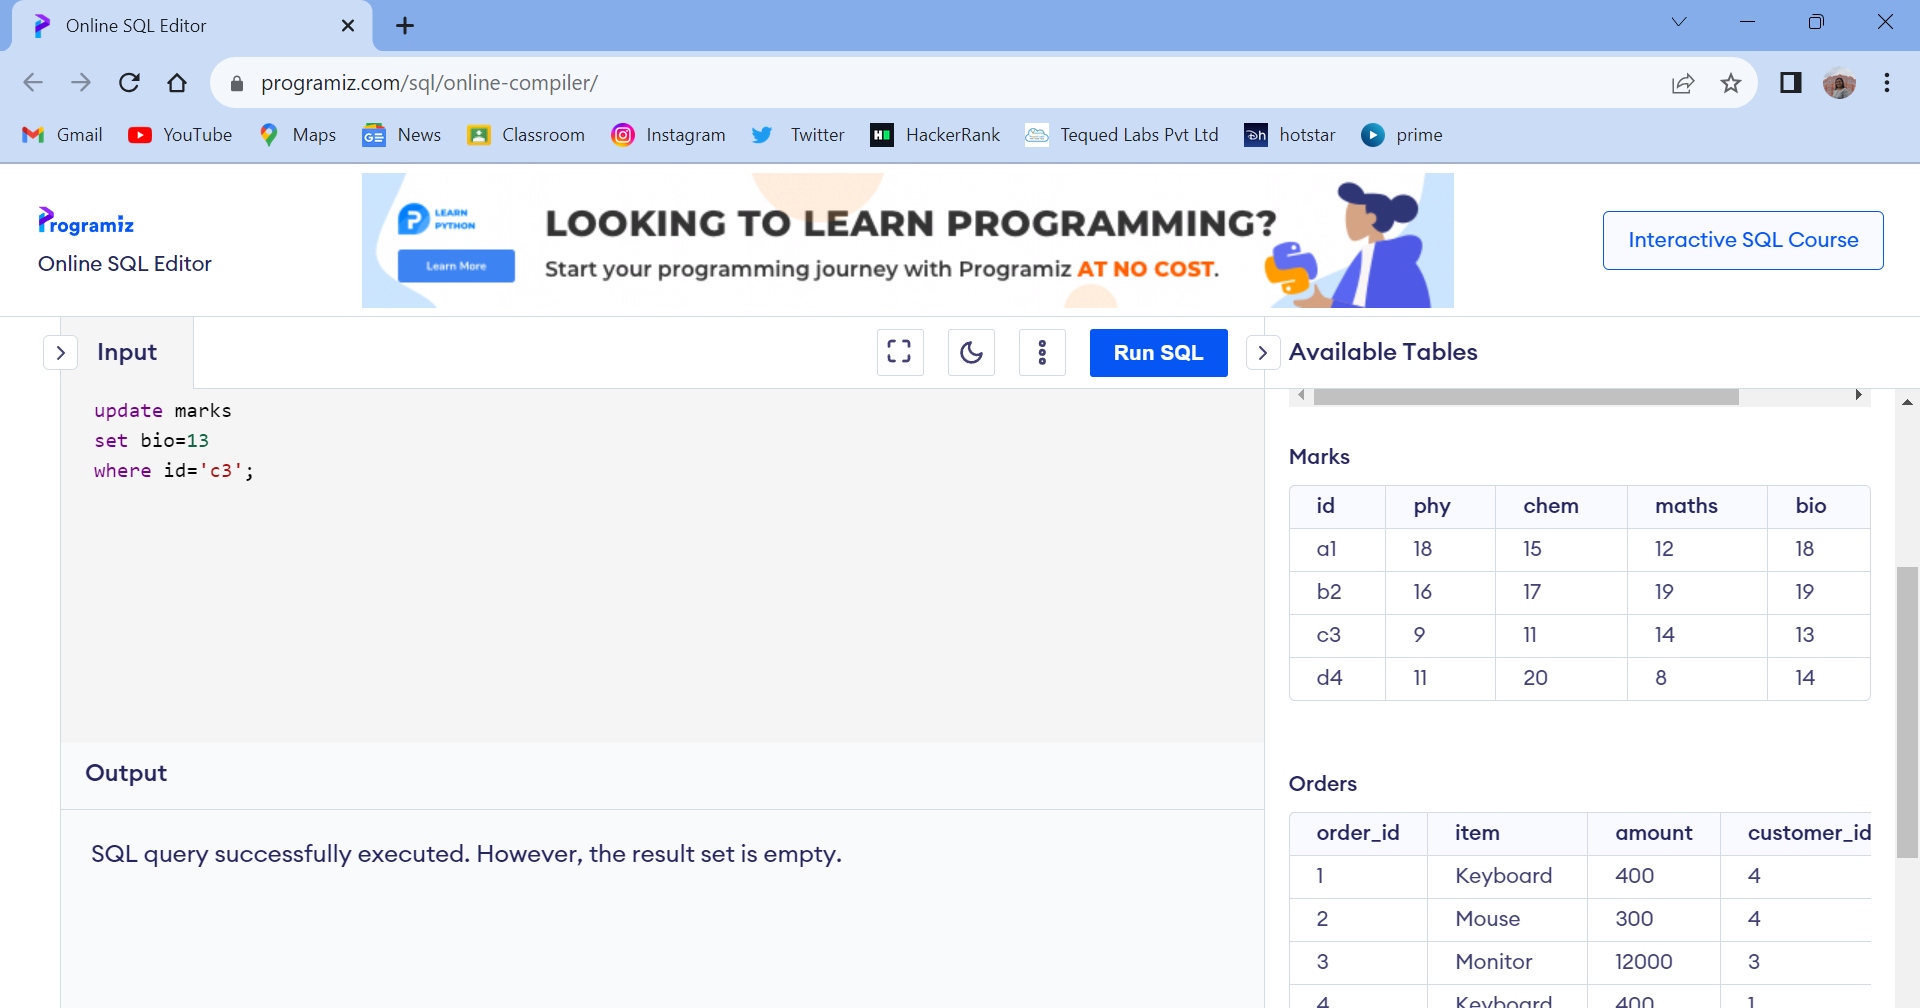 Online SQL Editor
programiz.com/sql/online-compiler/
Gmail YouTube Maps News Classroom Instagram Twitter HackerRank Tequed Labs Pvt Ltd hotstar prime
Programiz
Online SQL Editor
LEARN
PYTHON
Learn More
LOOKING TO LEARN PROGRAMMING?
Start your programming journey with Programiz AT NO COST.
Interactive SQL Course
Input
Run SQL
update marks
set bio=13
where id='c3';
Output
SQL query successfully executed. However, the result set is empty.
Available Tables
Marks
id phy chem maths bio
a1 18 15 12 18
b2 16 17 19 19
c3 9 11 14 13
d4 11 20 8 14
Orders
order_id item amount customer_id
1 Keyboard 400 4
2 Mouse 300 4
3 Monitor 12000 3
4 Keyboard 400 1